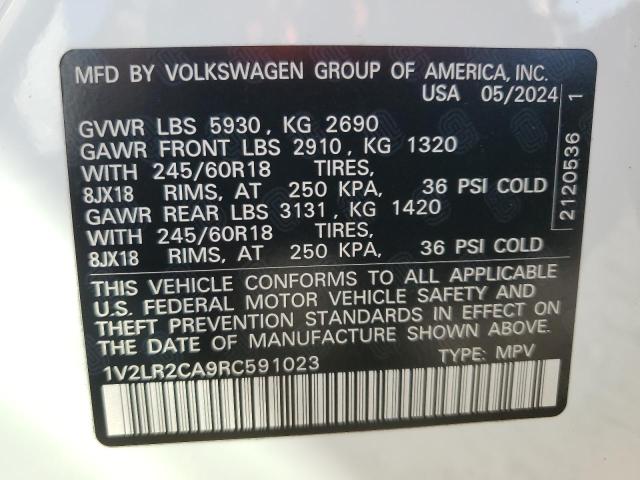 MFD BY VOLKSWAGEN GROUP OF AMERICA, INC.
USA 05/2024
GVWR LBS 5930, KG 2690
GAWR FRONT LBS 2910, KG 1320
WITH 245/60R18 TIRES,
8JX18 RIMS, AT 250 KPA, 36 PSI COLD
GAWR REAR LBS 3131, KG 1420
WITH 245/60R18 TIRES,
8JX18 RIMS, AT 250 KPA, 36 PSI COLD
THIS VEHICLE CONFORMS TO ALL APPLICABLE
U.S. FEDERAL MOTOR VEHICLE SAFETY AND
THEFT PREVENTION STANDARDS IN EFFECT ON
THE DATE OF MANUFACTURE SHOWN ABOVE.
1V2LR2CA9RC591023 TYPE: MPV
2120536 1